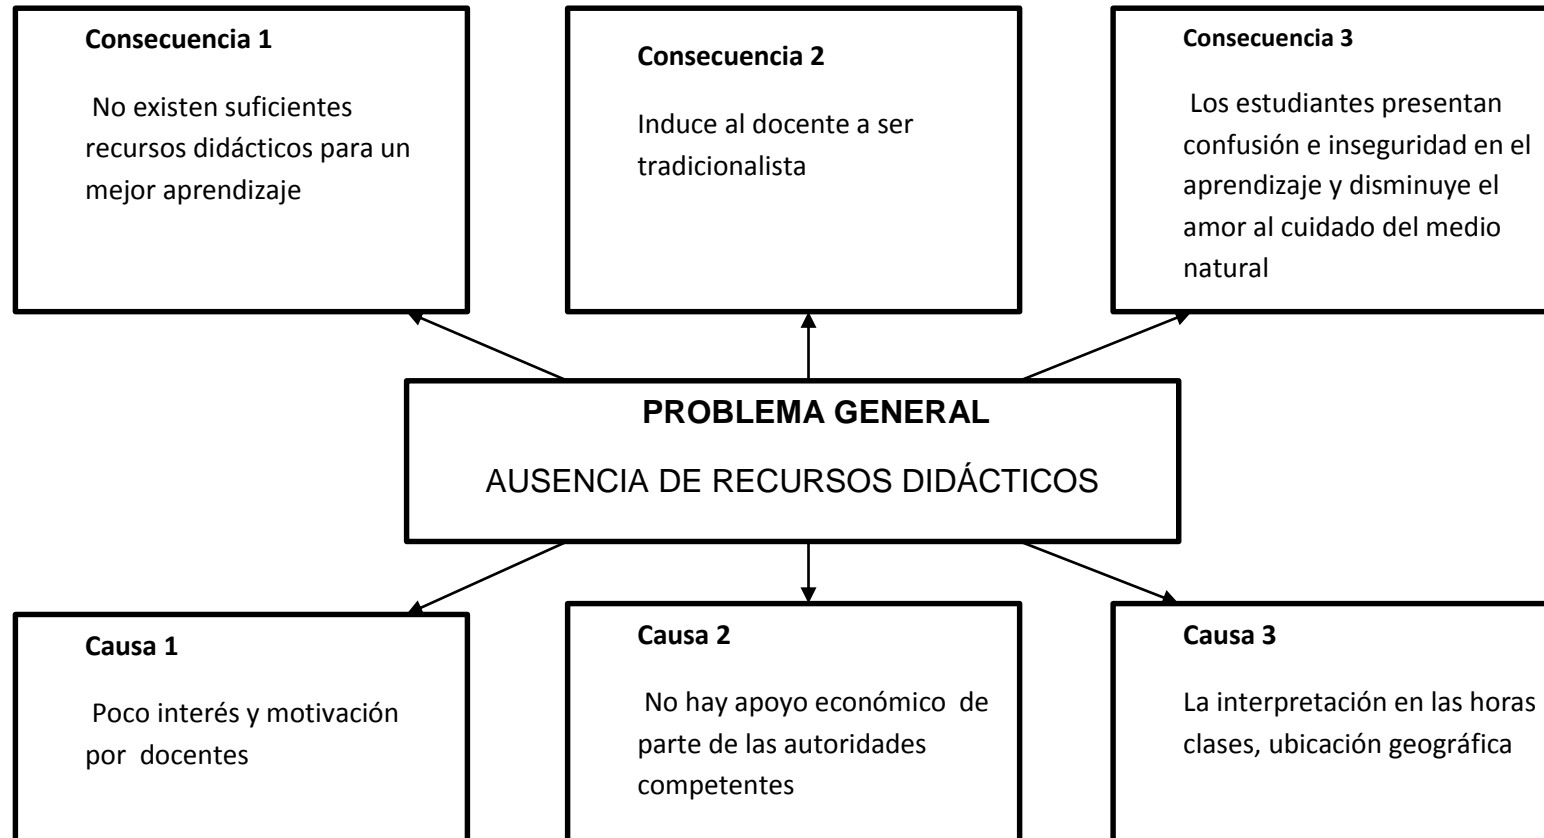 Consecuencia 1
No existen suficientes
recursos didácticos para un
mejor aprendizaje
Consecuencia 2
Induce al docente a ser
tradicionalista
Consecuencia 3
Los estudiantes presentan
confusión e inseguridad en el
aprendizaje y disminuye el
amor al cuidado del medio
natural
PROBLEMA GENERAL
AUSENCIA DE RECURSOS DIDÁCTICOS
Causa 1
Poco interés y motivación
por docentes
Causa 2
No hay apoyo económico de
parte de las autoridades
competentes
Causa 3
La interpretación en las horas
clases, ubicación geográfica